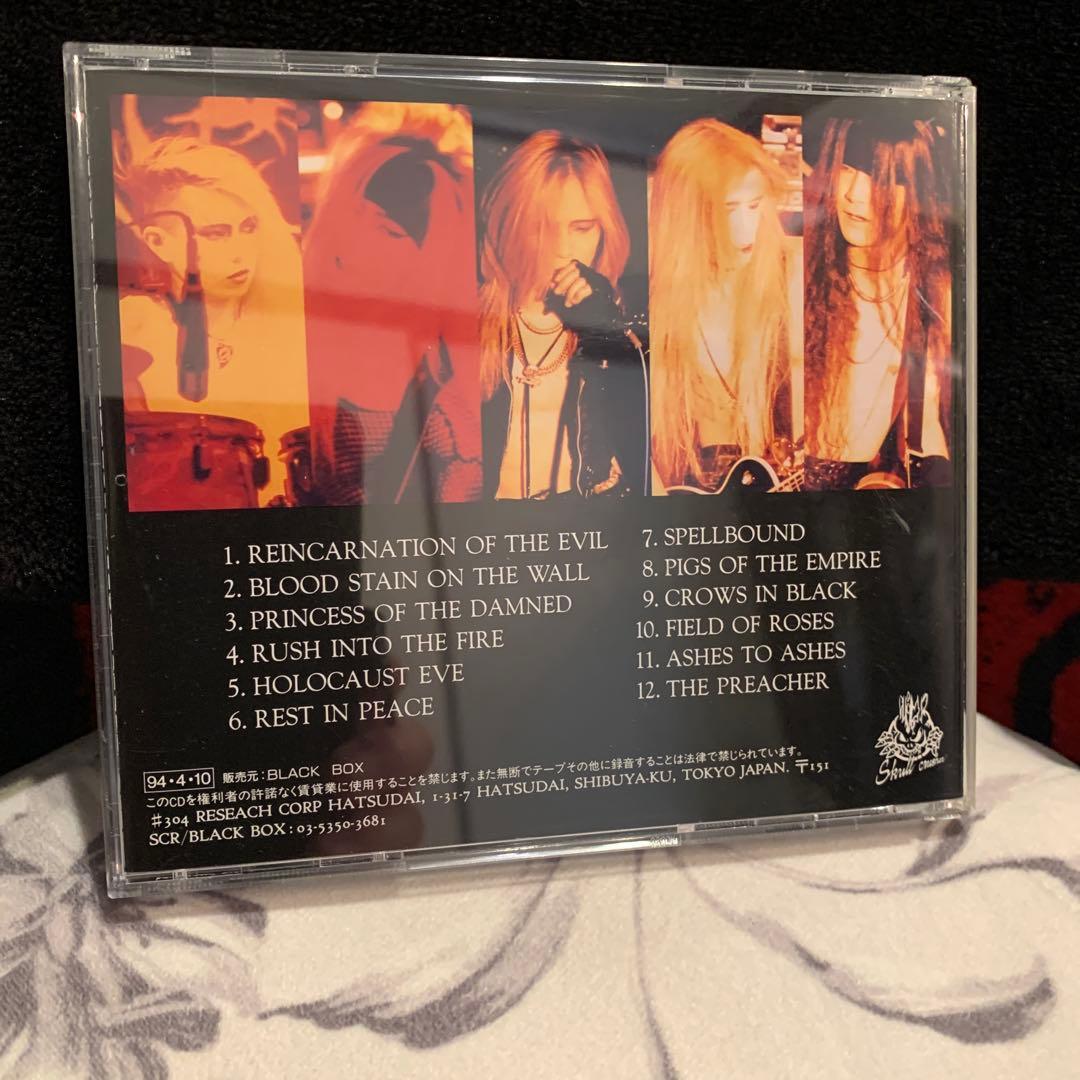 1. REINCARNATION OF THE EVIL
2. BLOOD STAIN ON THE WALL
3. PRINCESS OF THE DAMNED
4. RUSH INTO THE FIRE
5. HOLOCAUST EVE
6. REST IN PEACE
7. SPELLBOUND
8. PIGS OF THE EMPIRE
9. CROWS IN BLACK
10. FIELD OF ROSES
11. ASHES TO ASHES
12. THE PREACHER
94・4・10 販売元:BLACK BOX
このCDを権利者の許諾なく賃貸業に使用することを禁じます。また無断でテープその他に録音することは法律で禁じられています。
#304 RESEACH CORP HATSUDAI, 1-31-7 HATSUDAI, SHIBUYA-KU, TOKYO JAPAN. 〒151
SCR/BLACK BOX: 03-5350-3681
Skull crusher